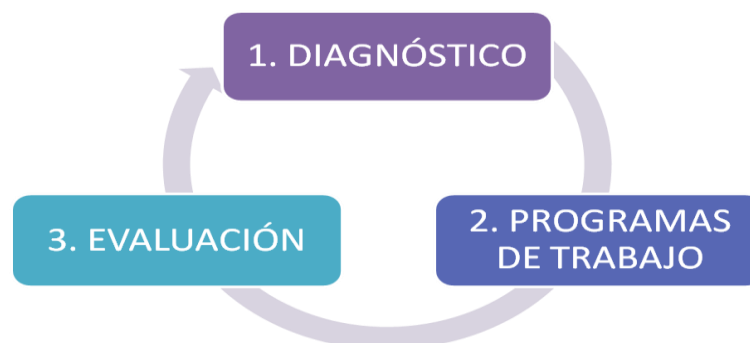 1. DIAGNÓSTICO
2. PROGRAMAS
DE TRABAJO
3. EVALUACIÓN